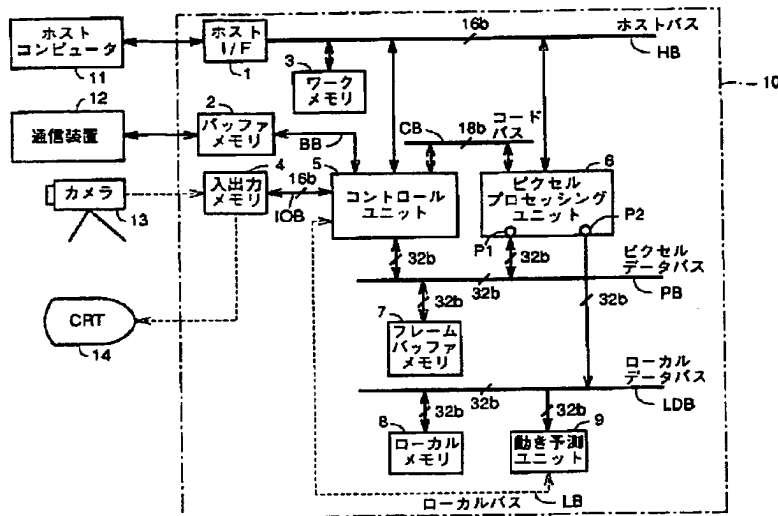 ホスト
コンピュータ
11
ホスト
I/F
1
16b
ホストバス
HB
10
3
ワーク
メモリ
12
通信装置
2
バッファ
メモリ
BB
CB
18b
コード
バス
カメラ
13
4
入出力
メモリ
16b
IOB
5
コントロール
ユニット
6
ピクセル
プロセッシング
ユニット
P1
P2
32b
32b
32b
ピクセル
データバス
PB
32b
32b
CRT
14
7
フレーム
バッファ
メモリ
ローカル
データバス
LDB
32b
32b
32b
8
ローカル
メモリ
9
動き予測
ユニット
ローカルバス
LB